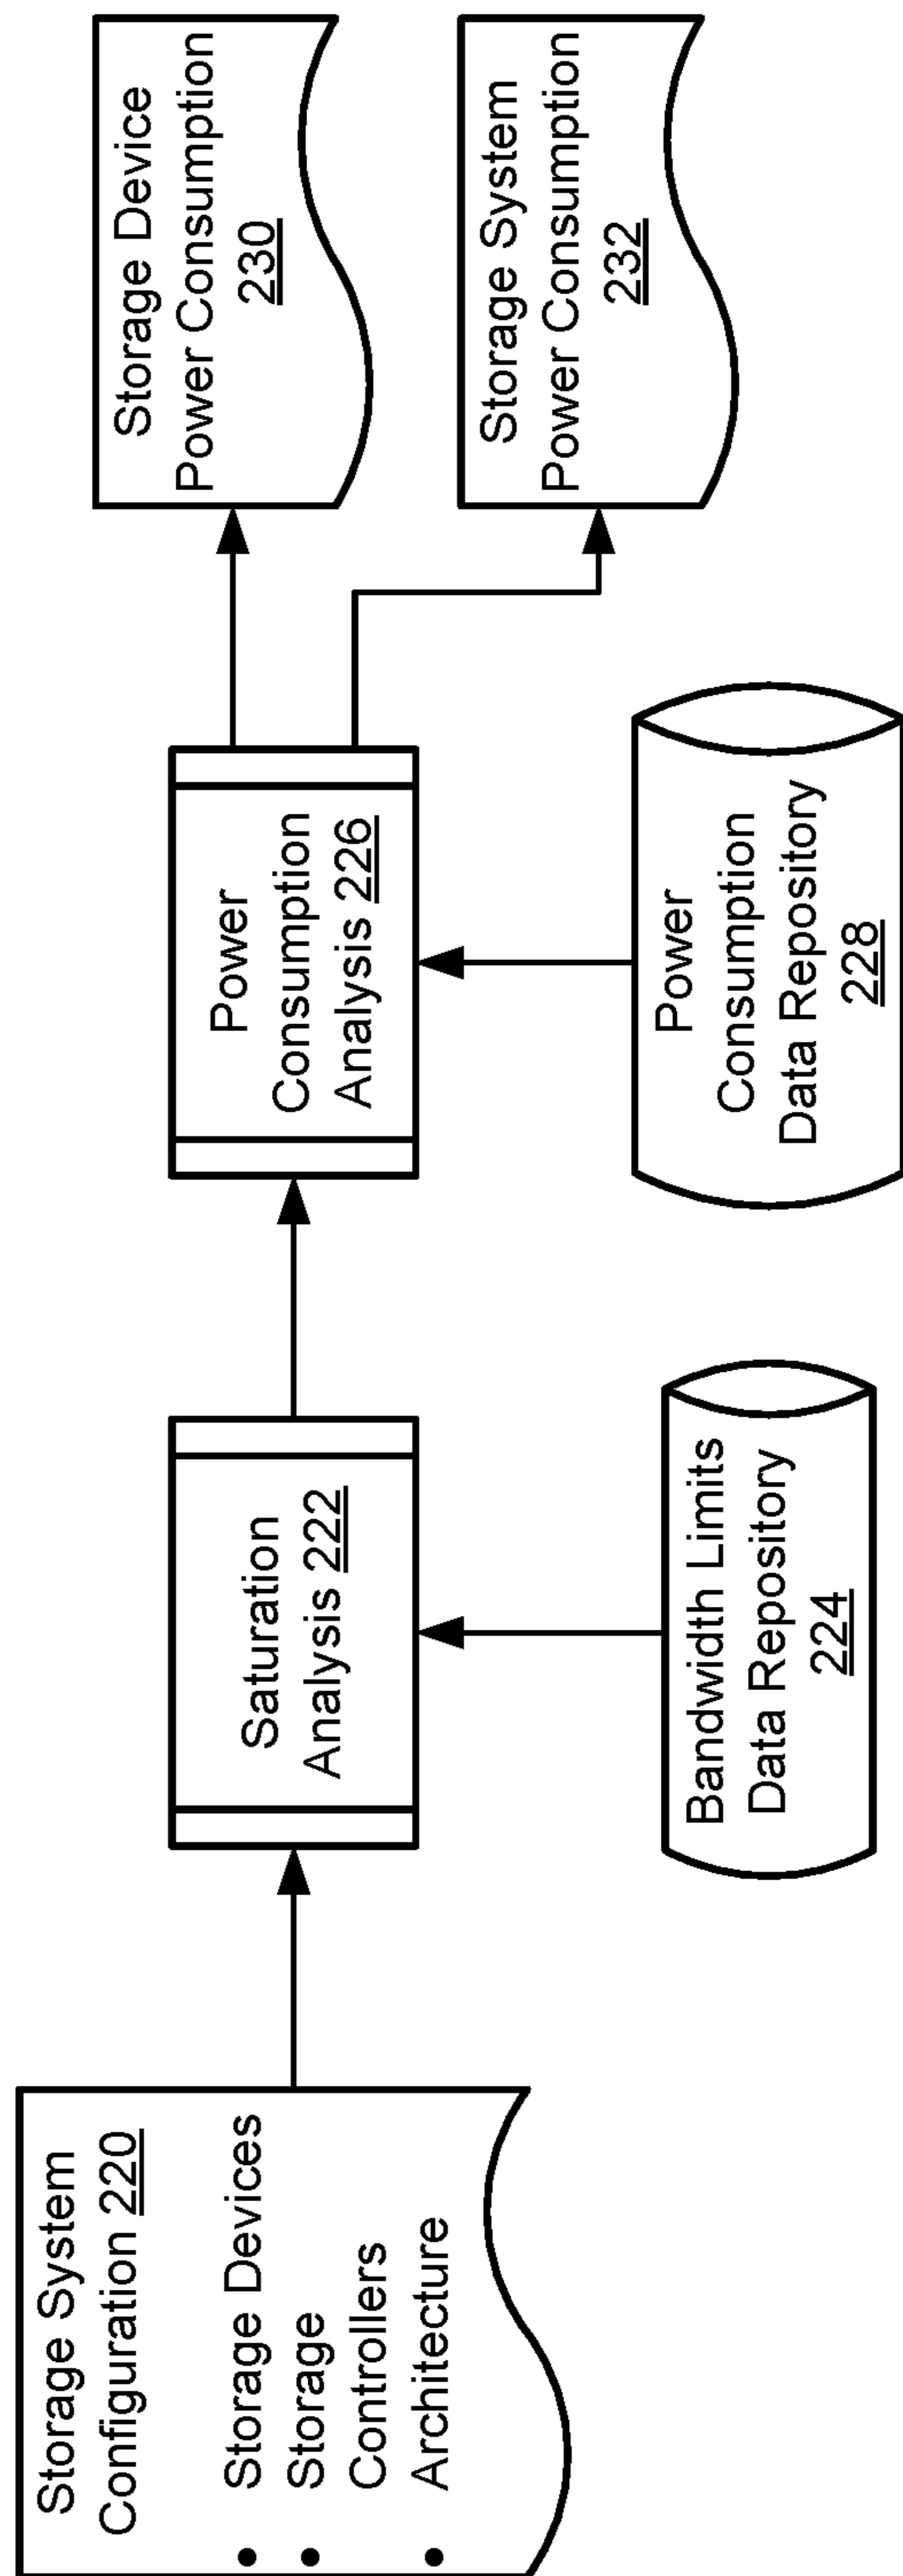 Storage System
Configuration 220
• Storage Devices
• Storage
Controllers
• Architecture
Saturation
Analysis 222
Bandwidth Limits
Data Repository
224
Power
Consumption
Analysis 226
Power
Consumption
Data Repository
228
Storage Device
Power Consumption
230
Storage System
Power Consumption
232